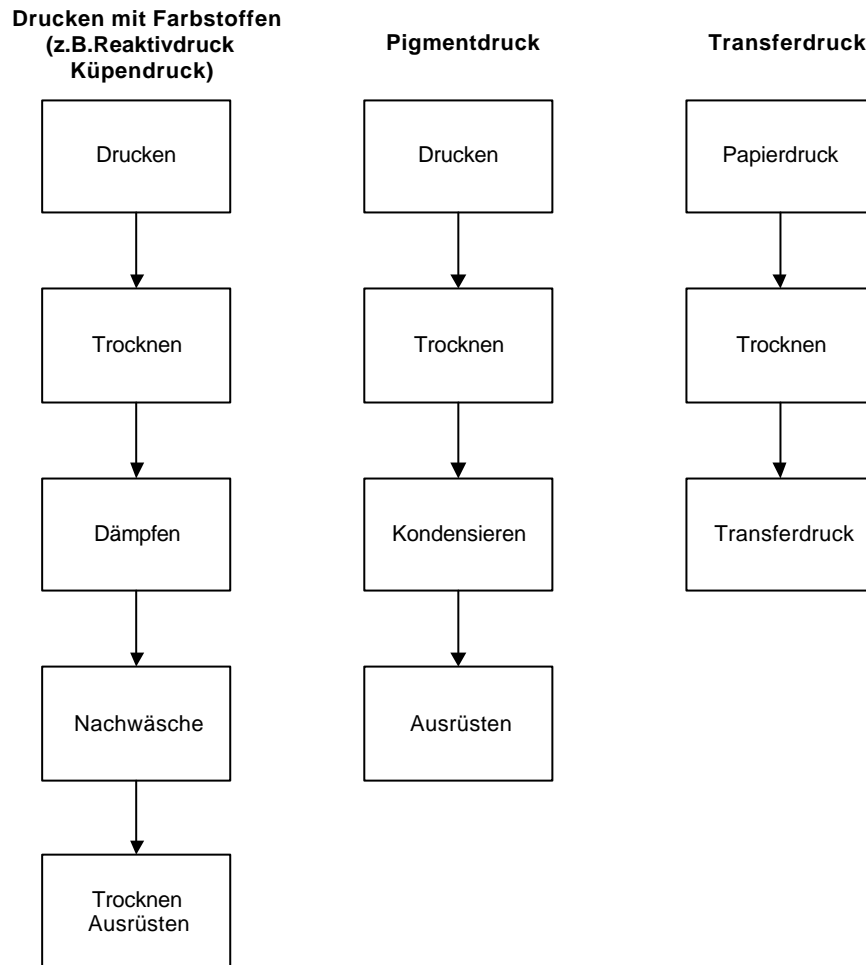 Drucken mit Farbstoffen
(z.B.Reaktivdruck
Küpendruck)
Drucken
Trocknen
Dämpfen
Nachwäsche
Trocknen
Ausrüsten
Pigmentdruck
Drucken
Trocknen
Kondensieren
Ausrüsten
Transferdruck
Papierdruck
Trocknen
Transferdruck